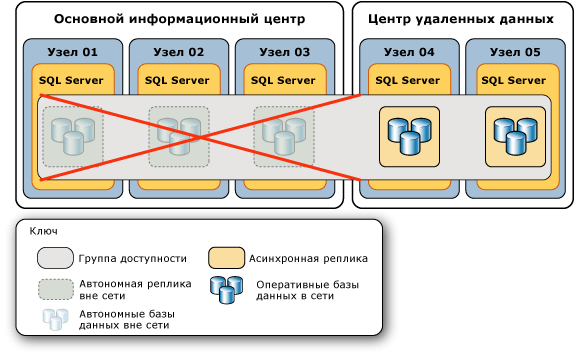 Основной информационный центр
Центр удаленных данных
Узел 01
Узел 02
Узел 03
Узел 04
Узел 05
SQL Server
SQL Server
SQL Server
SQL Server
SQL Server
Ключ
Группа доступности
Асинхронная реплика
Автономная реплика
вне сети
Оперативные базы
данных в сети
Автономные базы
данных вне сети